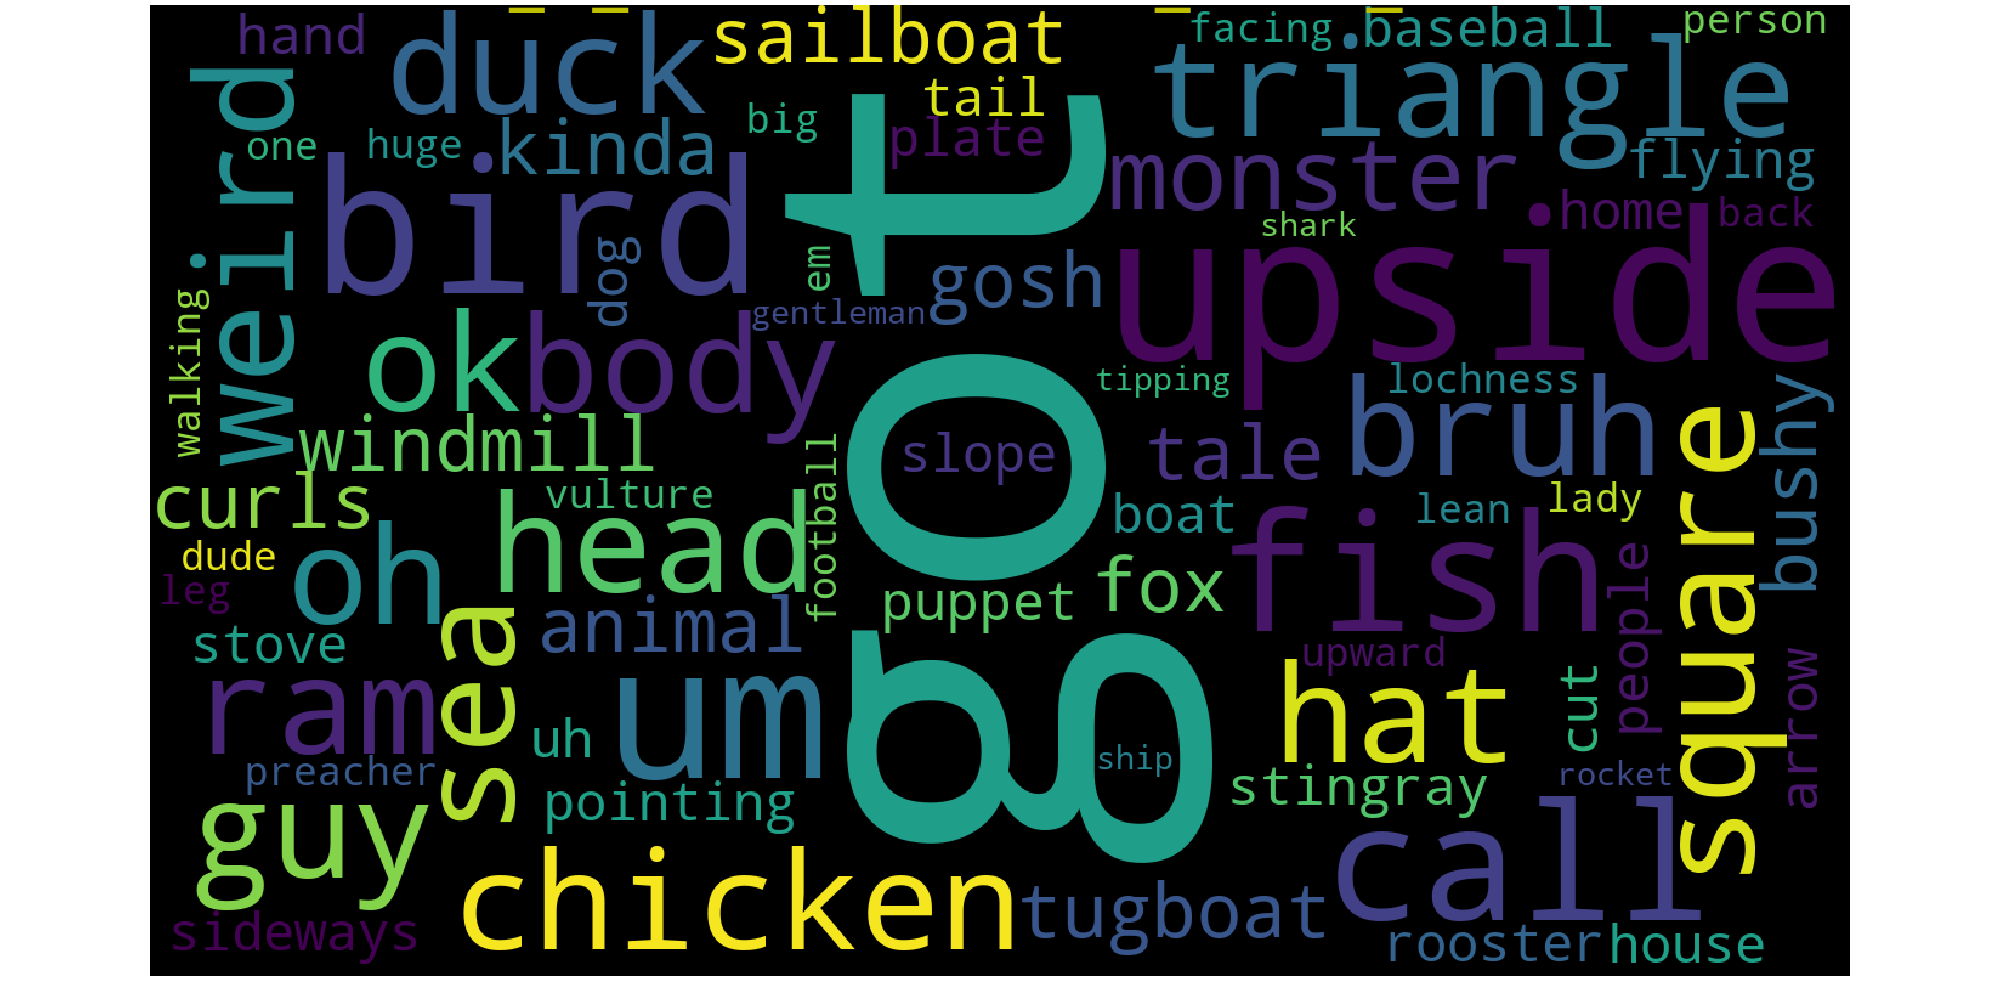 hand
duck
sailboat
facing
baseball
person
weird
one
huge
kinda
big
tail
plate
triangle
monster
flying
bird
dog
em
gosh
shark
home
back
upside
walking
ok
body
gentleman
got
tipping
lochness
bruh
bushy
windmill
slope
tale
square
curls
vulture
head
football
boat
lean
lady
dude
oh
leg
puppet
fox
fish
people
stove
sea
animal
upward
arrow
ram
um
uh
hat
cut
preacher
pointing
ship
stingray
rocket
guy
chicken
call
sideways
tugboat
rooster
house